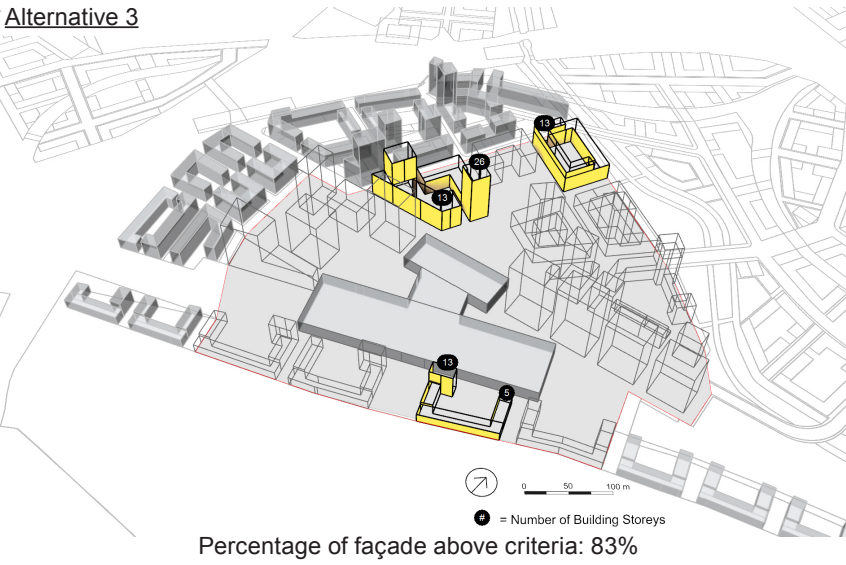 Alternative 3
13
26
13
13
5
0 50 100 m
# = Number of Building Storeys
Percentage of façade above criteria: 83%